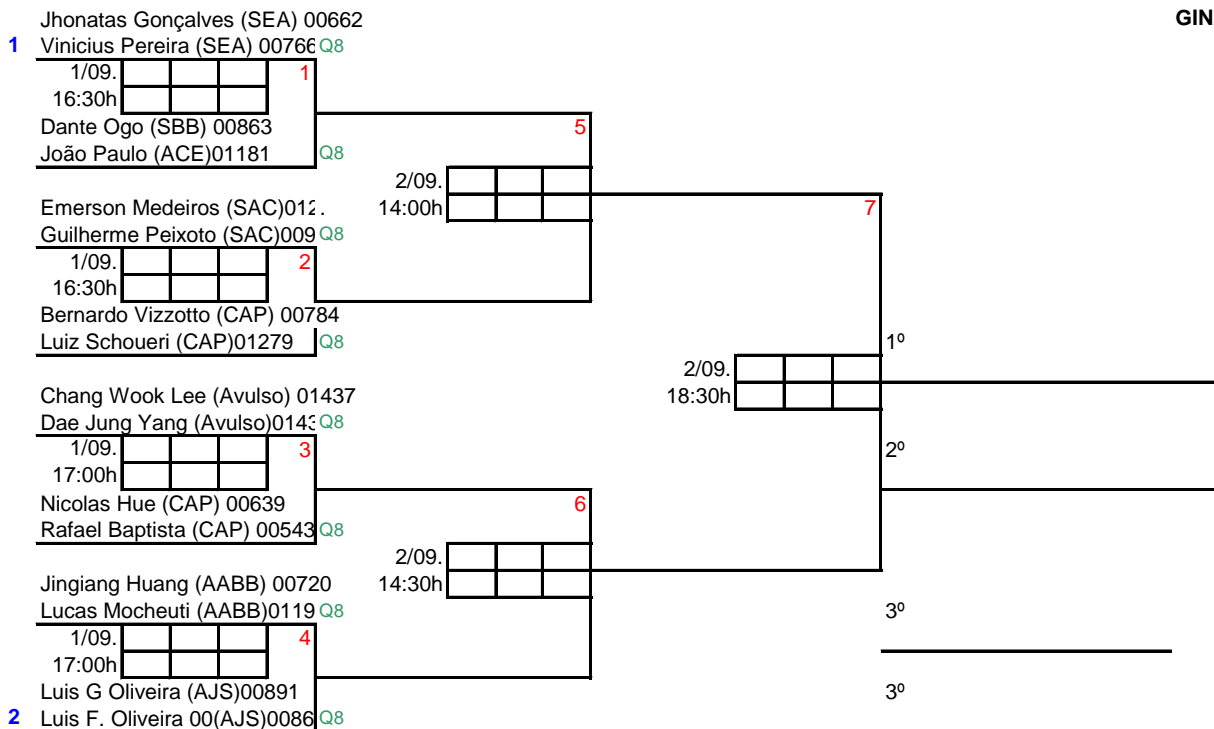 Jhonatas Gonçalves (SEA) 00662
GIN
1 Vinicius Pereira (SEA) 00766 Q8
1/09. 1
16:30h
Dante Ogo (SBB) 00863
5
João Paulo (ACE)01181 Q8
2/09.
Emerson Medeiros (SAC)012 .
14:00h 7
Guilherme Peixoto (SAC)009 Q8
1/09. 2
16:30h
Bernardo Vizzotto (CAP) 00784
Luiz Schoueri (CAP)01279 Q8
1º
2/09.
Chang Wook Lee (Avulso) 01437
18:30h
Dae Jung Yang (Avulso)0143 Q8
1/09. 3
2º
17:00h
Nicolas Hue (CAP) 00639
6
Rafael Baptista (CAP) 00543 Q8
2/09.
Jingiang Huang (AABB) 00720
14:30h
Lucas Mocheuti (AABB)0119 Q8
3º
1/09. 4
17:00h
Luis G Oliveira (AJS)00891
3º
2 Luis F. Oliveira 00(AJS)0086 Q8